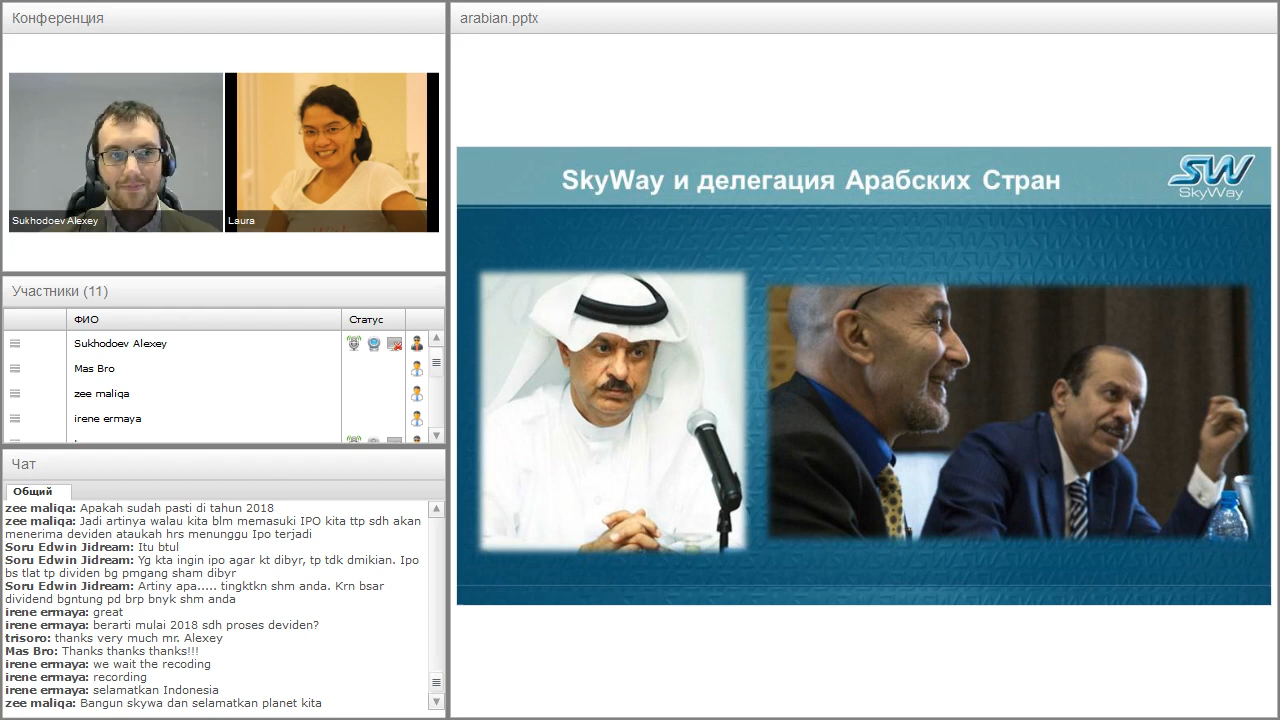 Конференция
Sukhodoev Alexey
Laura
Участники (11)
ФИО
Статус
Sukhodoev Alexey
Mas Bro
zee maliqa
irene ermaya
Чат
Общий
zee maliqa: Apakah sudah pasti di tahun 2018
zee maliqa: Jadi artinya walau kita blm memasuki IPO kita ttp sdh akan
menerima deviden ataukah hrs menunggu Ipo terjadi
Soru Edwin Jidream: Itu btul
Soru Edwin Jidream: Yg kta ingin ipo agar kt dibyr, tp tdk dmikian. Ipo
bs tlat tp dividen bg pmgang sham dibyr
Soru Edwin Jidream: Artiny apa..... tingktkn shm anda. Krn bsar
dividend bgntung pd brp bnyk shm anda
irene ermaya: great
irene ermaya: berarti mulai 2018 sdh proses deviden?
trisoro: thanks very much mr. Alexey
Mas Bro: Thanks thanks thanks!!!
irene ermaya: we wait the recoding
irene ermaya: recording
irene ermaya: selamatkan Indonesia
zee maliqa: Bangun skywa dan selamatkan planet kita
arabian.pptx
SkyWay и делегация Арабских Стран
SW
SkyWay